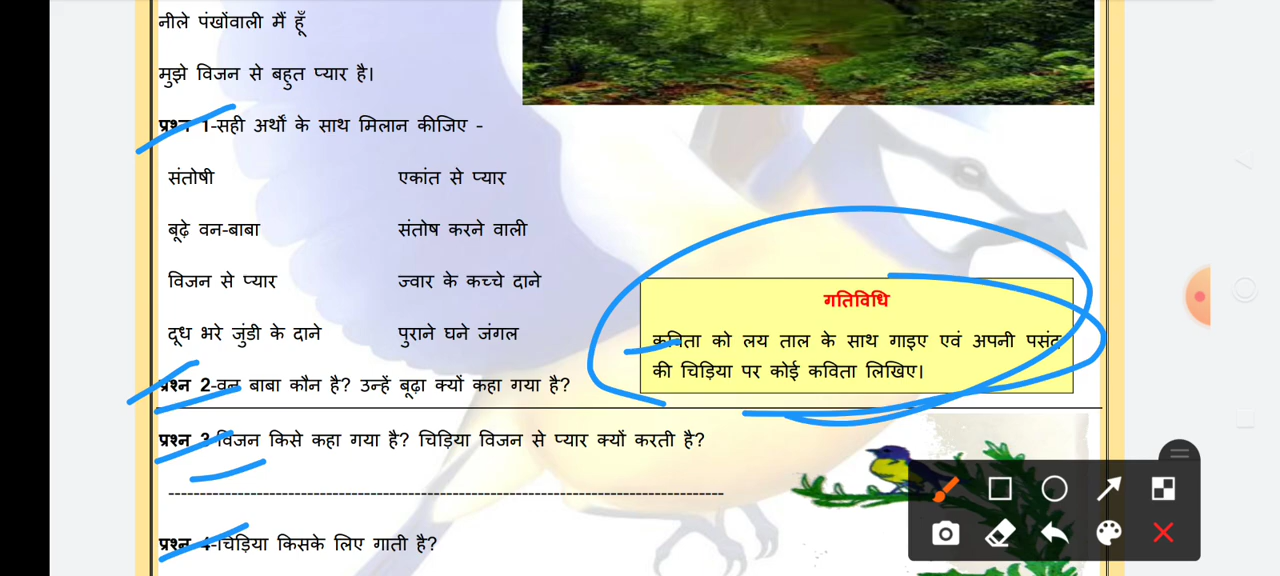 नीले पंखोंवाली मैं हूँ
मुझे विजन से बहुत प्यार है।
प्रश्न 1-सही अर्थों के साथ मिलान कीजिए -
संतोषी एकांत से प्यार
बूढ़े वन-बाबा संतोष करने वाली
विजन से प्यार ज्वार के कच्चे दाने
दूध भरे जुंडी के दाने पुराने घने जंगल
गतिविधि
कविता को लय ताल के साथ गाइए एवं अपनी पसंद
की चिड़िया पर कोई कविता लिखिए।
प्रश्न 2-वन बाबा कौन है? उन्हें बूढ़ा क्यों कहा गया है?
प्रश्न 3-विजन किसे कहा गया है? चिड़िया विजन से प्यार क्यों करती है?
प्रश्न 4-चिड़िया किसके लिए गाती है?